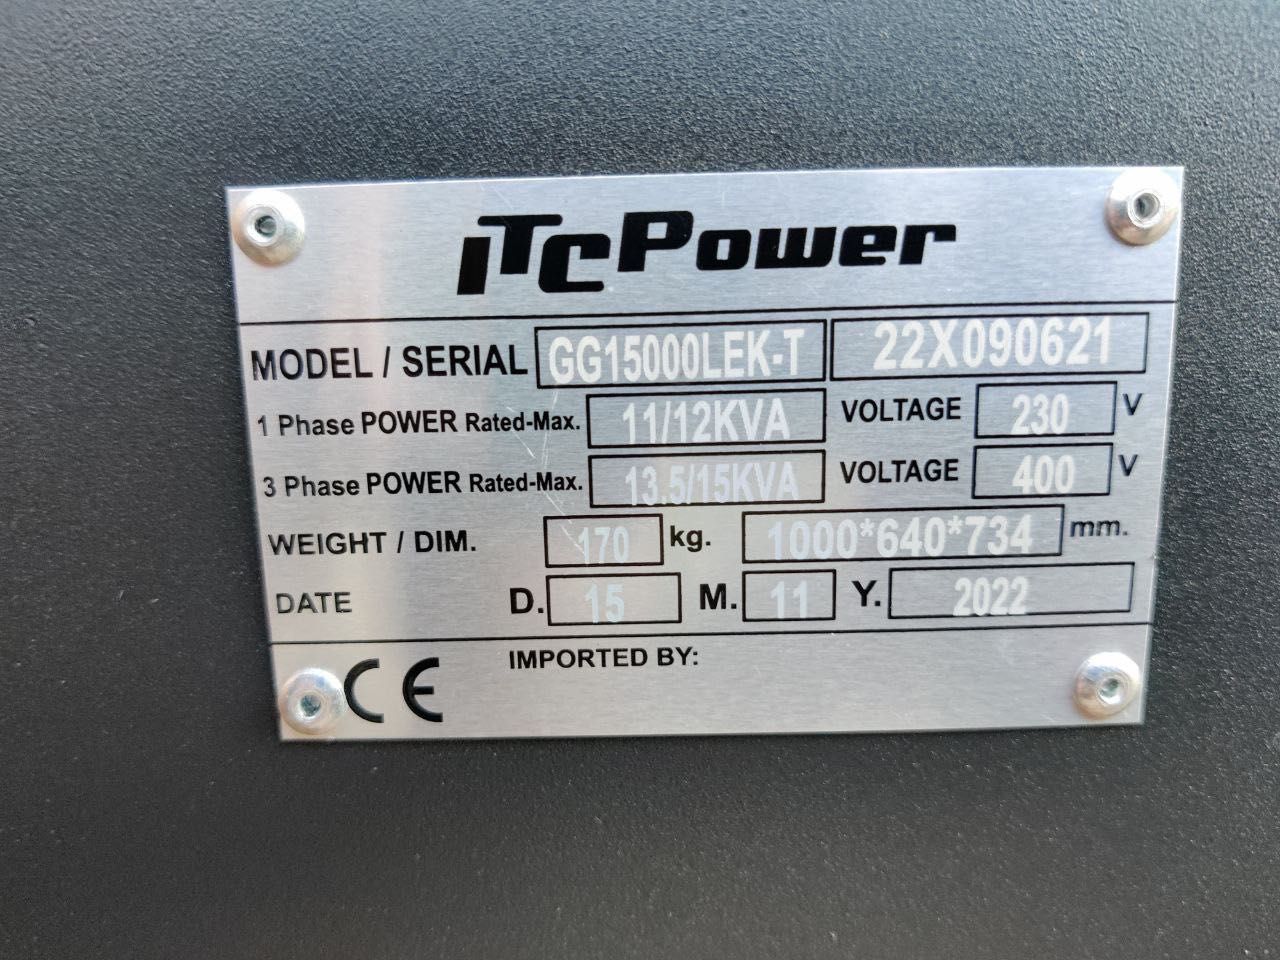 iTCPower
MODEL / SERIAL GG15000LEK-T 22X090621
1 Phase POWER Rated-Max. 11/12KVA VOLTAGE 230 V
3 Phase POWER Rated-Max. 13.5/15KVA VOLTAGE 400 V
WEIGHT / DIM. 170 kg. 1000*640*734 mm.
DATE D. 15 M. 11 Y. 2022
CE IMPORTED BY: